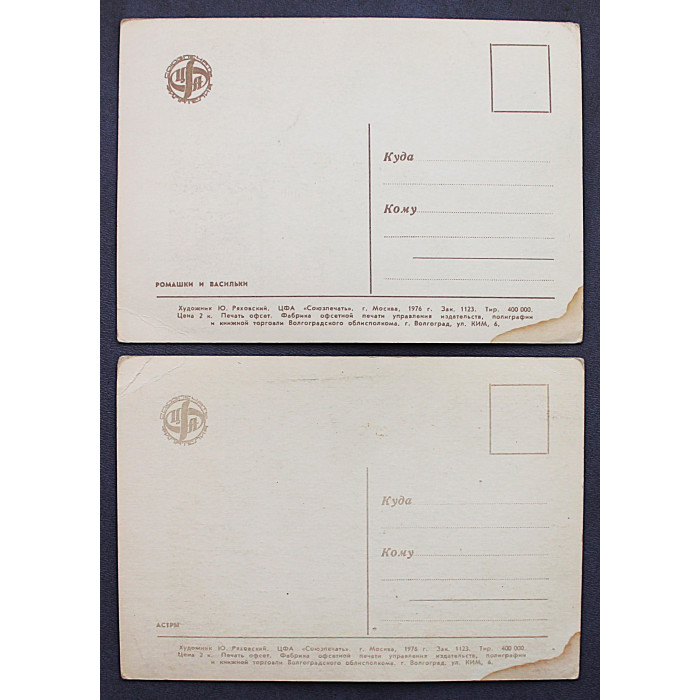 ЦФА
Куда
Кому
РОМАШКИ И ВАСИЛЬКИ
Художник Ю. Ряховский. ЦФА «Союзпечать». г. Москва, 1976 г. Зак. 1123. Тир. 400 000.
Цена 2 к. Печать офсет. Фабрика офсетной печати управления издательств, полиграфии
и книжной торговли Волгоградского облисполкома. г. Волгоград, ул. КИМ, 6.
ЦФА
Куда
Кому
АСТРЫ
Художник Ю. Ряховский. ЦФА «Союзпечать». г. Москва, 1976 г. Зак. 1123. Тир. 400 000.
Цена 2 к. Печать офсет. Фабрика офсетной печати управления издательств, полиграфии
и книжной торговли Волгоградского облисполкома. г. Волгоград, ул. КИМ, 6.